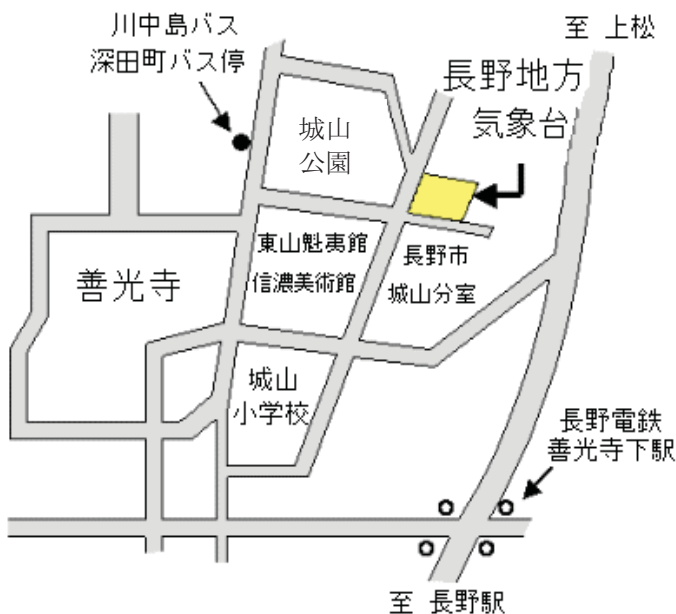 川中島バス
深田町バス停
至 上松
長野地方
気象台
城山
公園
東山魁夷館
信濃美術館
長野市
城山分室
善光寺
城山
小学校
長野電鉄
善光寺下駅
至 長野駅